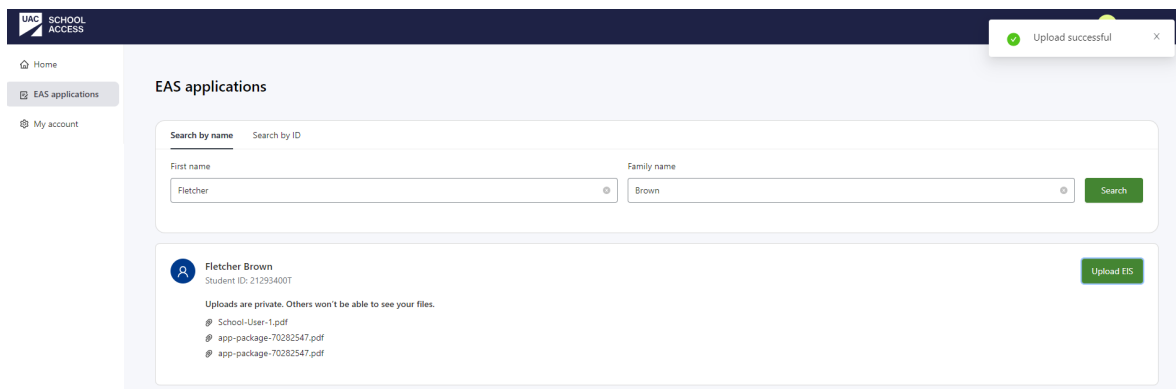 UAC SCHOOL
ACCESS
Upload successful
Home
EAS applications
My account
EAS applications
Search by name Search by ID
First name Family name
Fletcher Brown Search
Fletcher Brown
Student ID: 21293400T
Upload EIS
Uploads are private. Others won't be able to see your files.
School-User-1.pdf
app-package-70282547.pdf
app-package-70282547.pdf